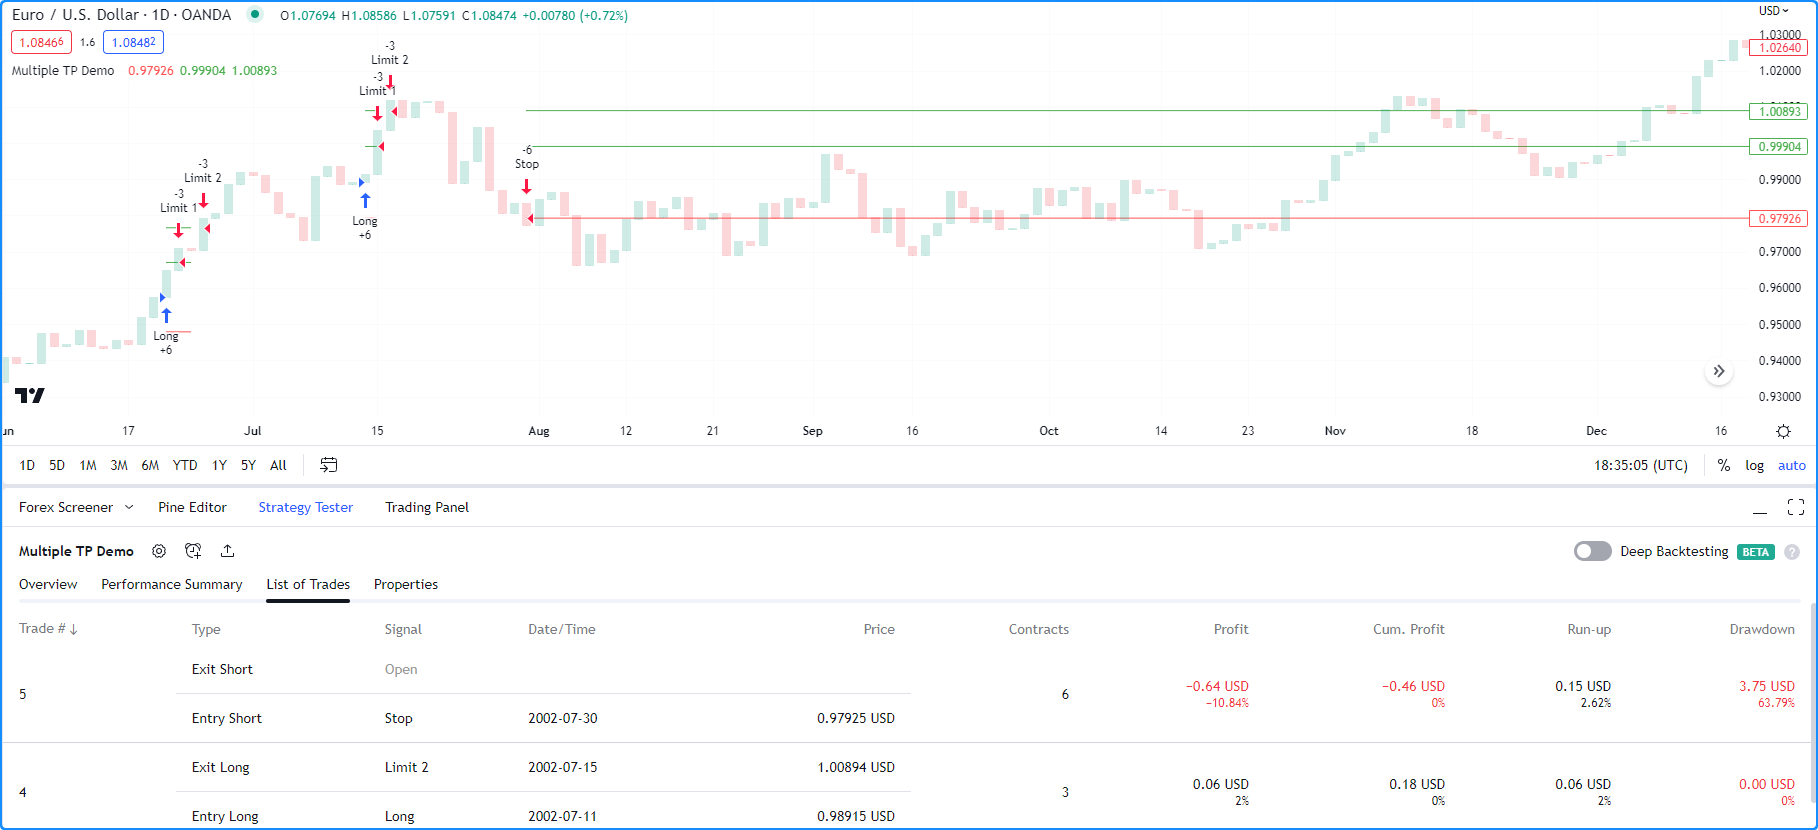 Euro / U.S. Dollar · 1D · OANDA O1.07694 H1.08586 L1.07591 C1.08474 +0.00780 (+0.72%)
USD
1.08466 1.6 1.08482
Multiple TP Demo 0.97926 0.99904 1.00893
-3
Limit 2
-3
Limit 1
-3
Limit 2
-3
Limit 1
Long
+6
Long
+6
-6
Stop
1.03000
1.02640
1.02000
1.00893
0.99904
0.99000
0.97926
0.97000
0.96000
0.95000
0.94000
0.93000
un 17 Jul 15 Aug 12 21 Sep 16 Oct 14 23 Nov 18 Dec 16
1D 5D 1M 3M 6M YTD 1Y 5Y All 18:35:05 (UTC) % log auto
Forex Screener Pine Editor Strategy Tester Trading Panel
Multiple TP Demo Deep Backtesting BETA ?
Overview Performance Summary List of Trades Properties
Trade # ↓ Type Signal Date/Time Price Contracts Profit Cum. Profit Run-up Drawdown
Exit Short Open
5 6 −0.64 USD −0.46 USD 0.15 USD 3.75 USD
−10.84% 0% 2.62% 63.79%
Entry Short Stop 2002-07-30 0.97925 USD
Exit Long Limit 2 2002-07-15 1.00894 USD
4 3 0.06 USD 0.18 USD 0.06 USD 0.00 USD
2% 0% 2% 0%
Entry Long Long 2002-07-11 0.98915 USD